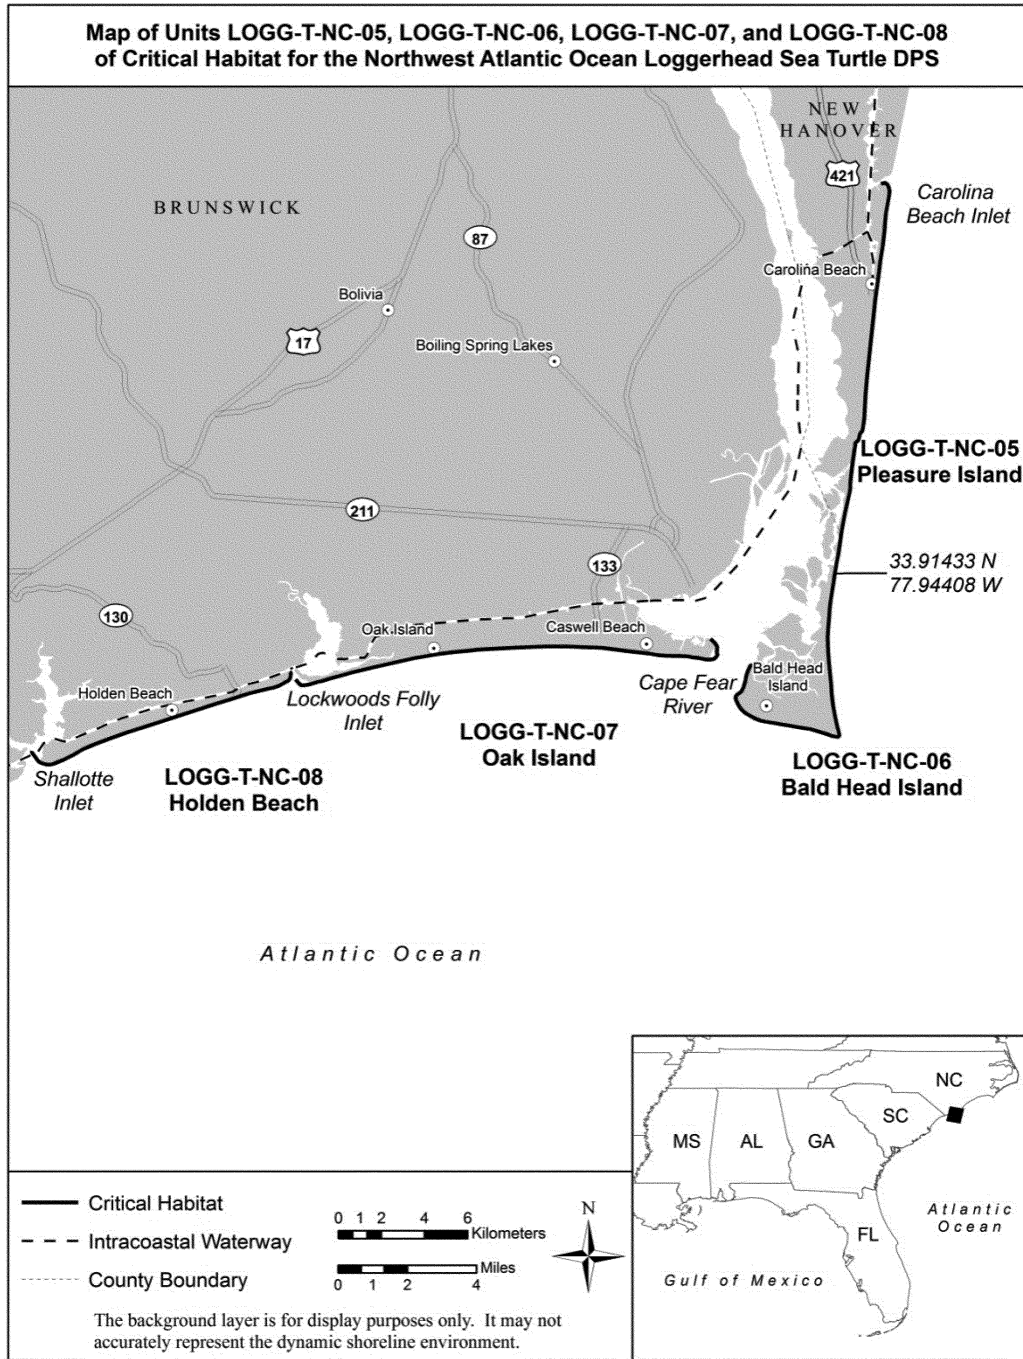 Map of Units LOGG-T-NC-05, LOGG-T-NC-06, LOGG-T-NC-07, and LOGG-T-NC-08
of Critical Habitat for the Northwest Atlantic Ocean Loggerhead Sea Turtle DPS
NEW
HANOVER
421
Carolina
Beach Inlet
BRUNSWICK
87
Carolina Beach
Bolivia
17
Boiling Spring Lakes
LOGG-T-NC-05
Pleasure Island
211
33.91433 N
77.94408 W
133
130
Oak Island
Caswell Beach
Holden Beach
Lockwoods Folly
Inlet
Cape Fear
River
Bald Head
Island
LOGG-T-NC-07
Oak Island
LOGG-T-NC-06
Bald Head Island
Shallotte
Inlet
LOGG-T-NC-08
Holden Beach
Atlantic Ocean
NC
SC
MS
AL
GA
FL
Atlantic
Ocean
Gulf of Mexico
Critical Habitat
Intracoastal Waterway
County Boundary
0 1 2 4 6
Kilometers
Miles
0 1 2 4
N
The background layer is for display purposes only. It may not
accurately represent the dynamic shoreline environment.